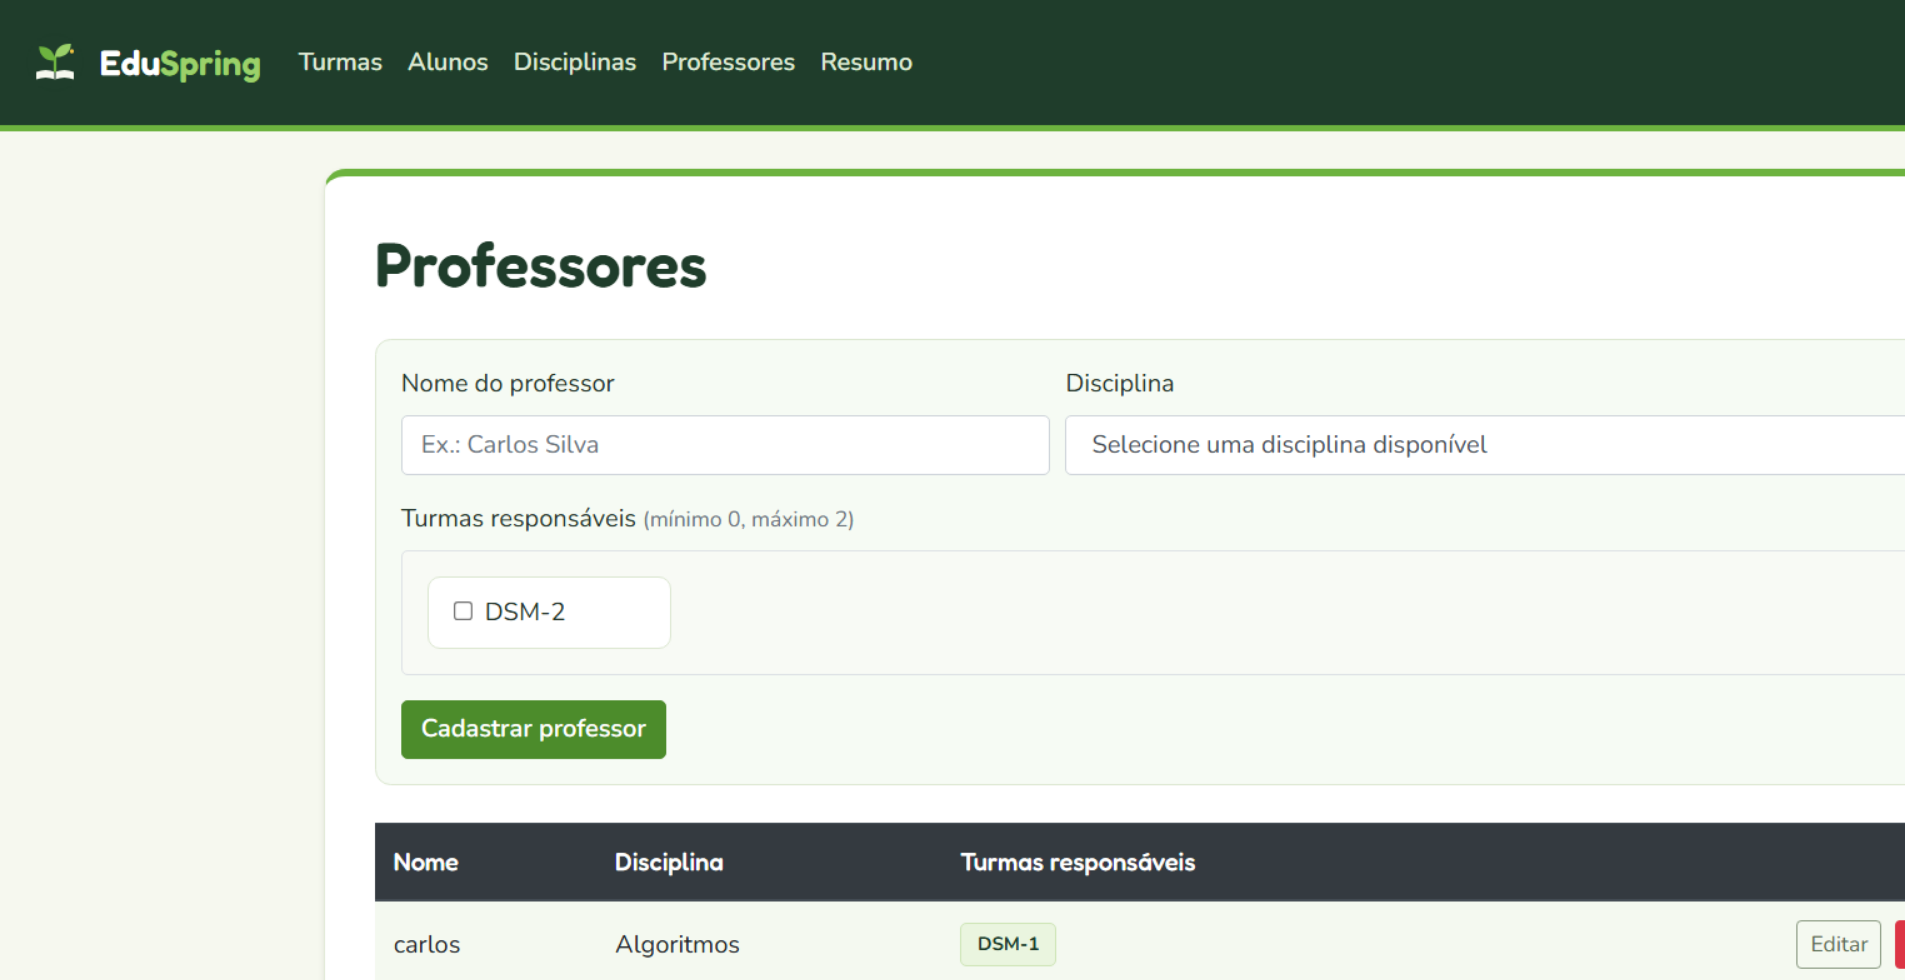 EduSpring Turmas Alunos Disciplinas Professores Resumo
Professores
Nome do professor Disciplina
Ex.: Carlos Silva Selecione uma disciplina disponível
Turmas responsáveis (mínimo 0, máximo 2)
DSM-2
Cadastrar professor
Nome Disciplina Turmas responsáveis
carlos Algoritmos DSM-1 Editar